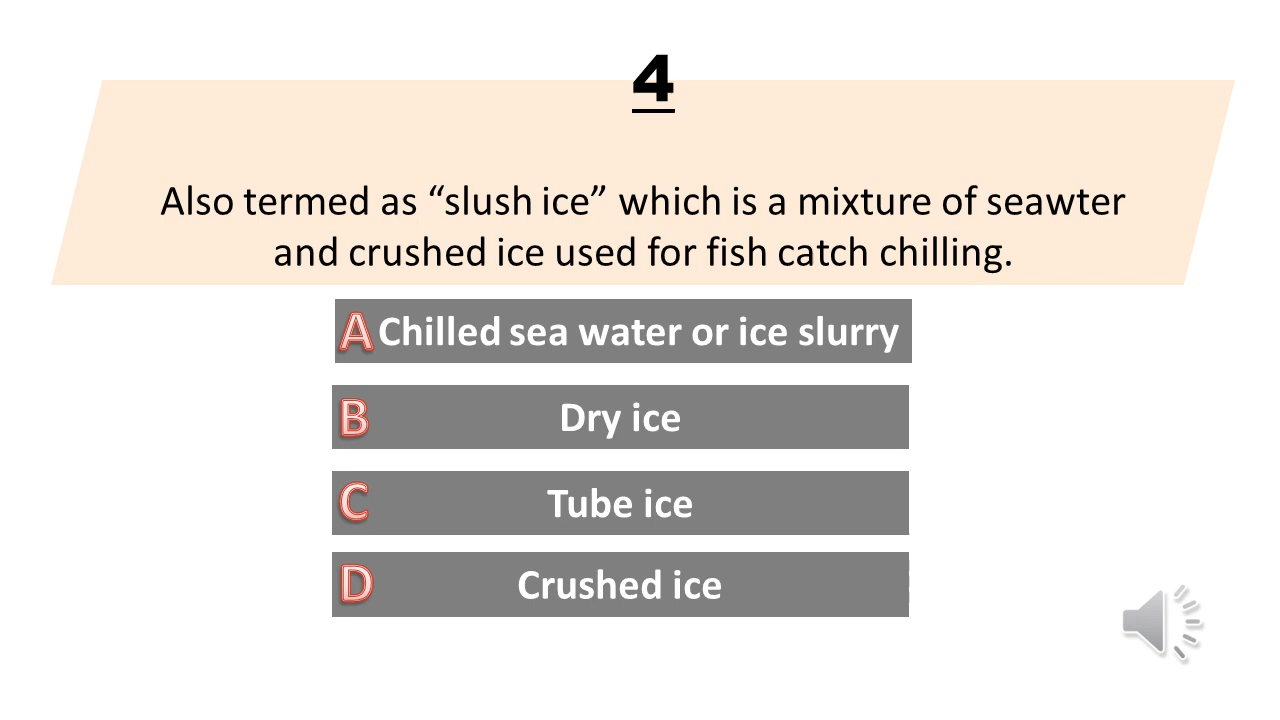 4
Also termed as “slush ice” which is a mixture of seawter
and crushed ice used for fish catch chilling.
A Chilled sea water or ice slurry
B Dry ice
C Tube ice
D Crushed ice